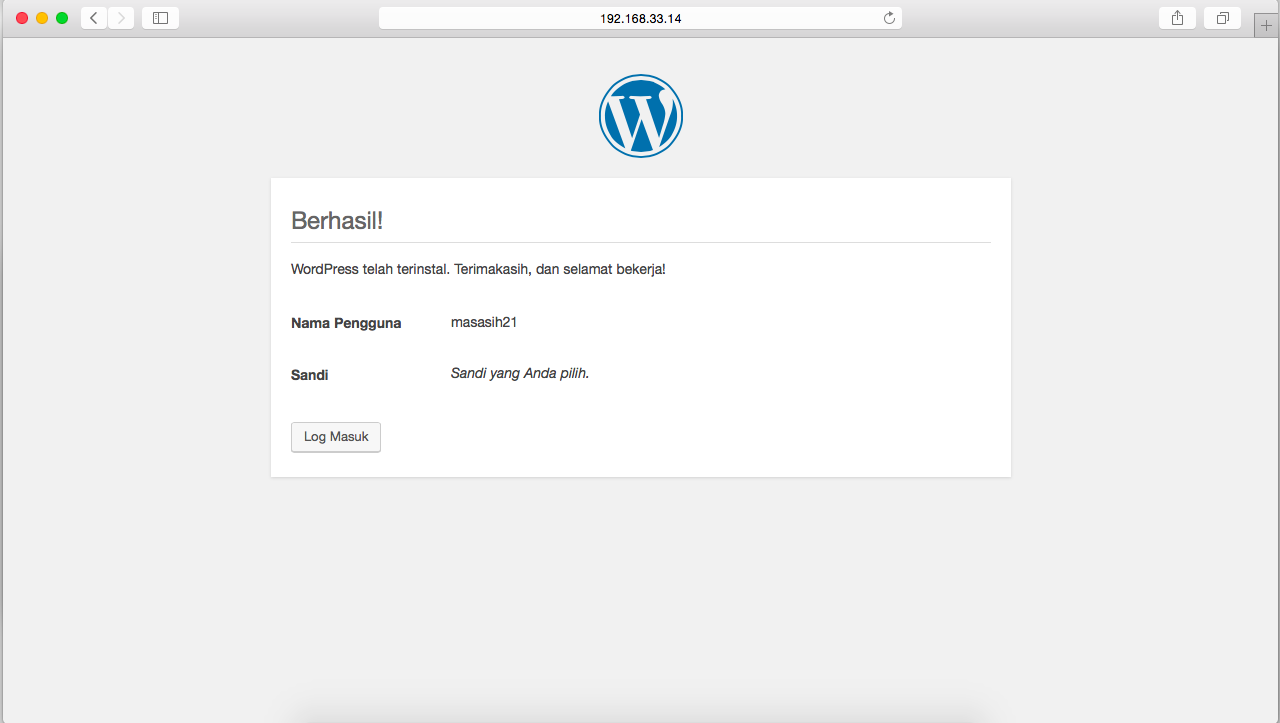 192.168.33.14
Berhasil!
WordPress telah terinstal. Terimakasih, dan selamat bekerja!
Nama Pengguna masasih21
Sandi Sandi yang Anda pilih.
Log Masuk